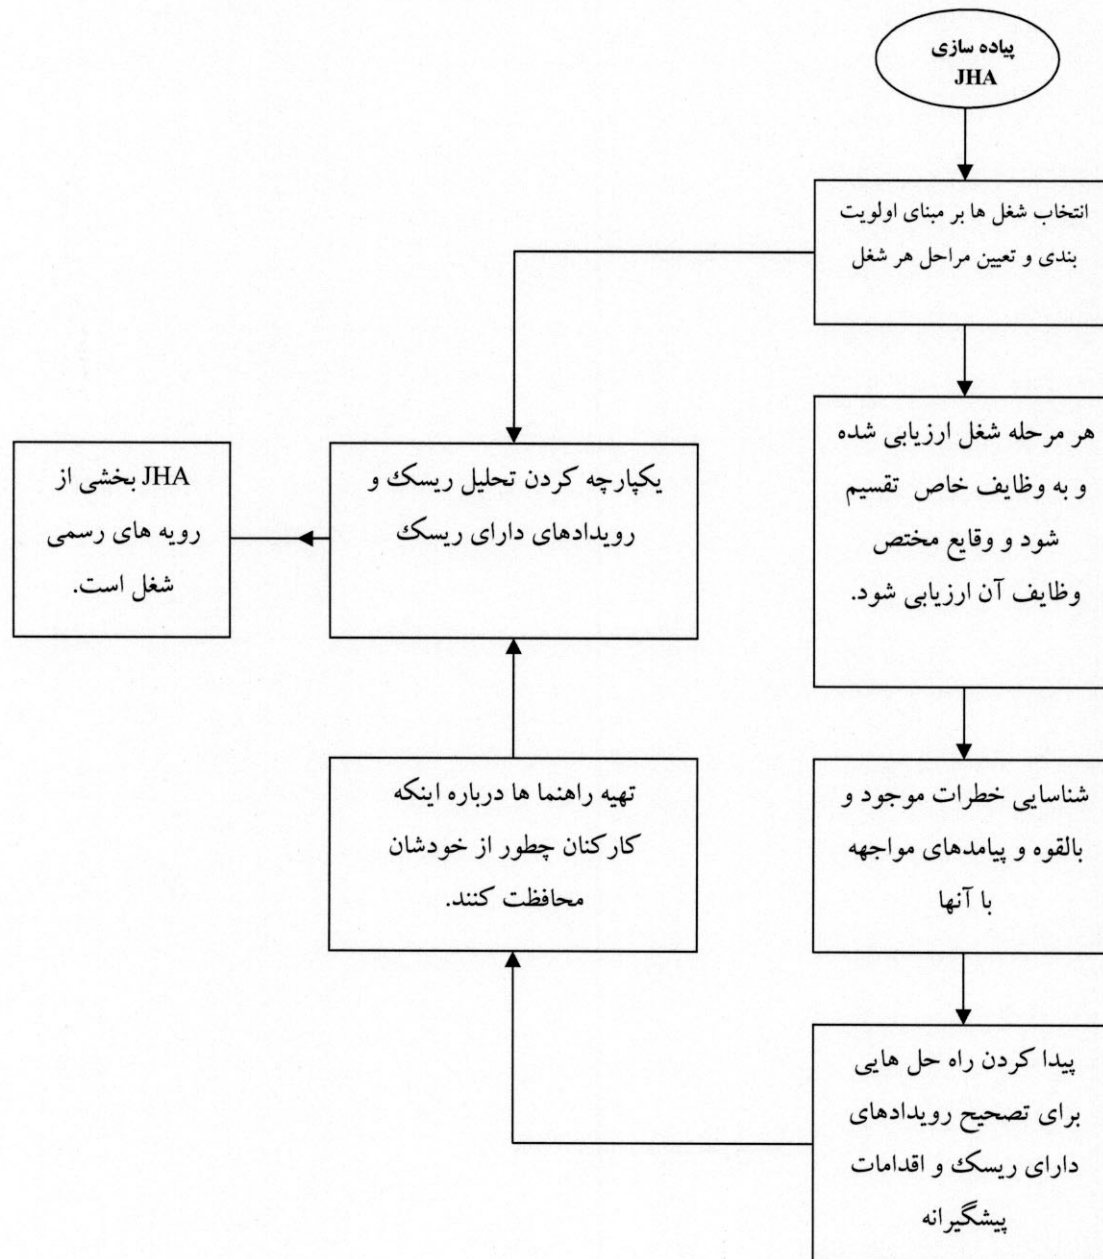 پیاده سازی
JHA
انتخاب شغل ها بر مبنای اولویت
بندی و تعیین مراحل هر شغل
هر مرحله شغل ارزیابی شده
و به وظایف خاص تقسیم
شود و وقایع مختص
وظایف آن ارزیابی شود.
شناسایی خطرات موجود و
بالقوه و پیامدهای مواجهه
با آنها
پیدا کردن راه حل هایی
برای تصحیح رویدادهای
دارای ریسک و اقدامات
پیشگیرانه
تهیه راهنما ها درباره اینکه
کارکنان چطور از خودشان
محافظت کنند.
یکپارچه کردن تحلیل ریسک و
رویدادهای دارای ریسک
JHA بخشی از
رویه های رسمی
شغل است.